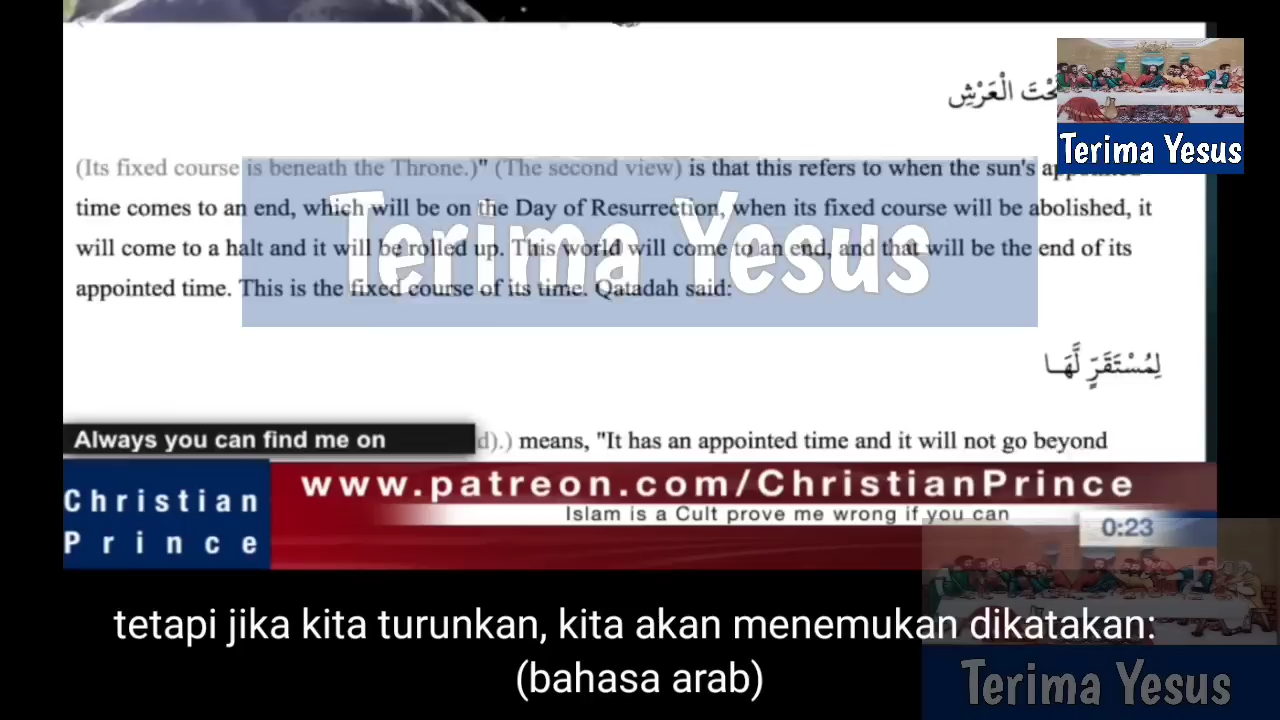 تَحْتَ الْعَرْشِ
Terima Yesus
(Its fixed course is beneath the Throne.)" (The second view) is that this refers to when the sun's appointed
time comes to an end, which will be on the Day of Resurrection, when its fixed course will be abolished, it
will come to a halt and it will be rolled up. This world will come to an end, and that will be the end of its
appointed time. This is the fixed course of its time. Qatadah said:
Terima Yesus
لِمُسْتَقَرٍّ لَّهَا
Always you can find me on
d).) means, "It has an appointed time and it will not go beyond
Christian
Prince
www.patreon.com/ChristianPrince
Islam is a Cult prove me wrong if you can
0:23
tetapi jika kita turunkan, kita akan menemukan dikatakan:
(bahasa arab)
Terima Yesus